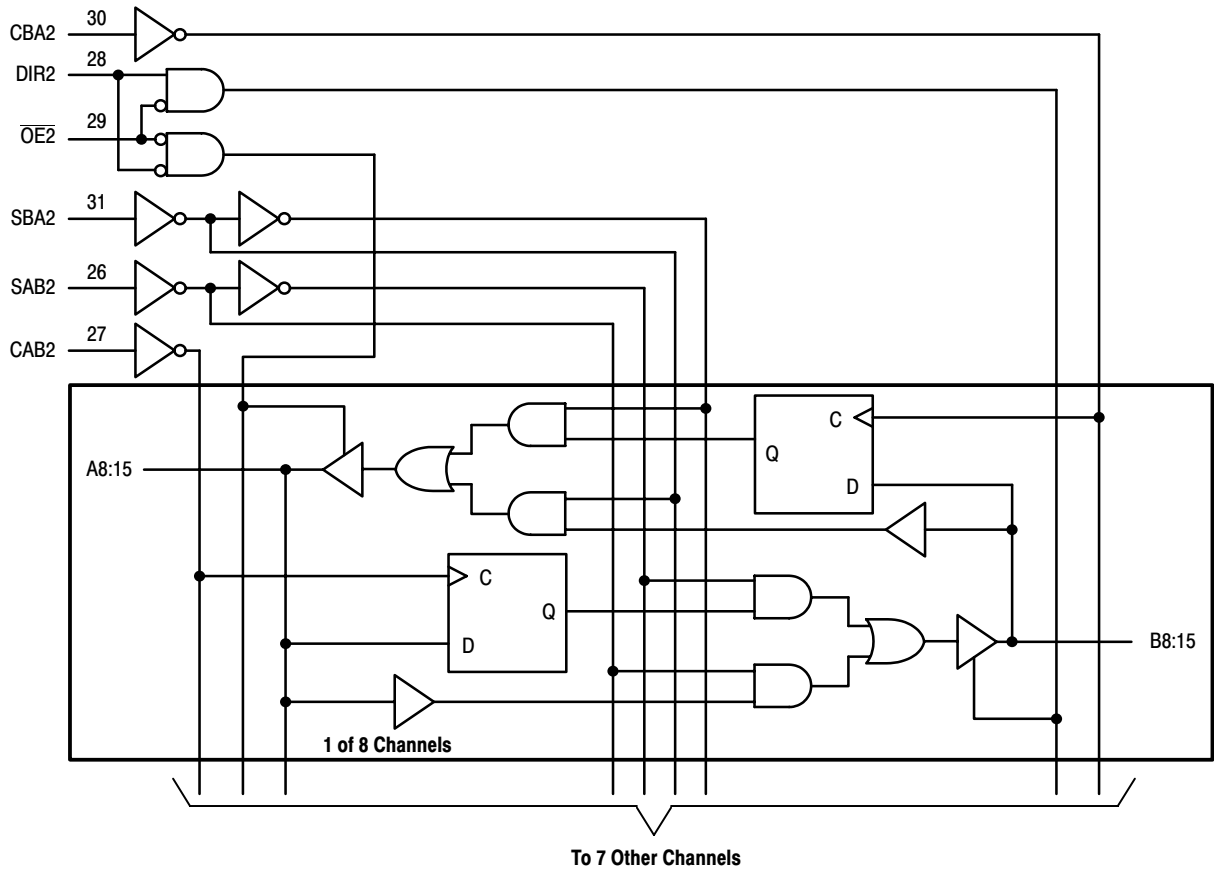 CBA2 30
DIR2 28
OE2 29
SBA2 31
SAB2 26
CAB2 27
C
Q
D
A8:15
C
Q
D
B8:15
1 of 8 Channels
To 7 Other Channels